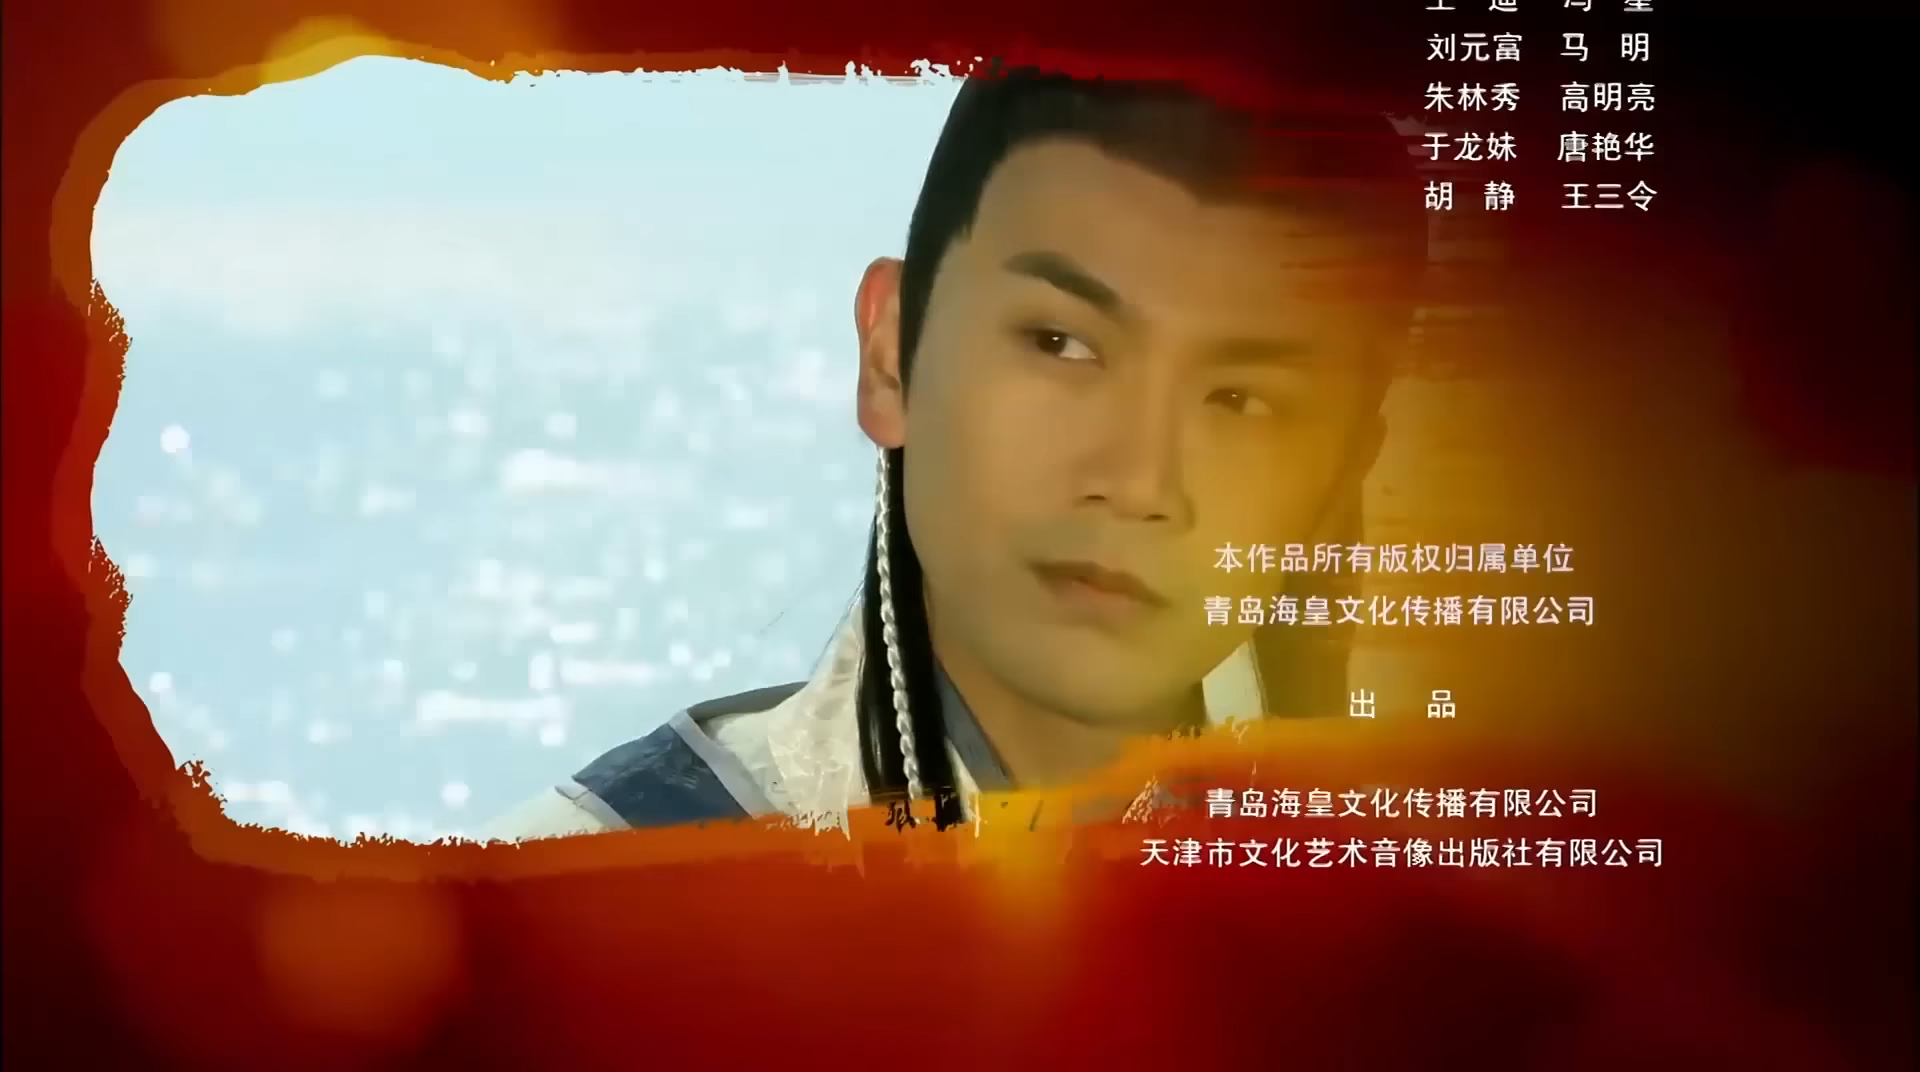 刘元富 马 明
朱林秀 高明亮
于龙妹 唐艳华
胡 静 王三令
本作品所有版权归属单位
青岛海皇文化传播有限公司
出 品
青岛海皇文化传播有限公司
天津市文化艺术音像出版社有限公司